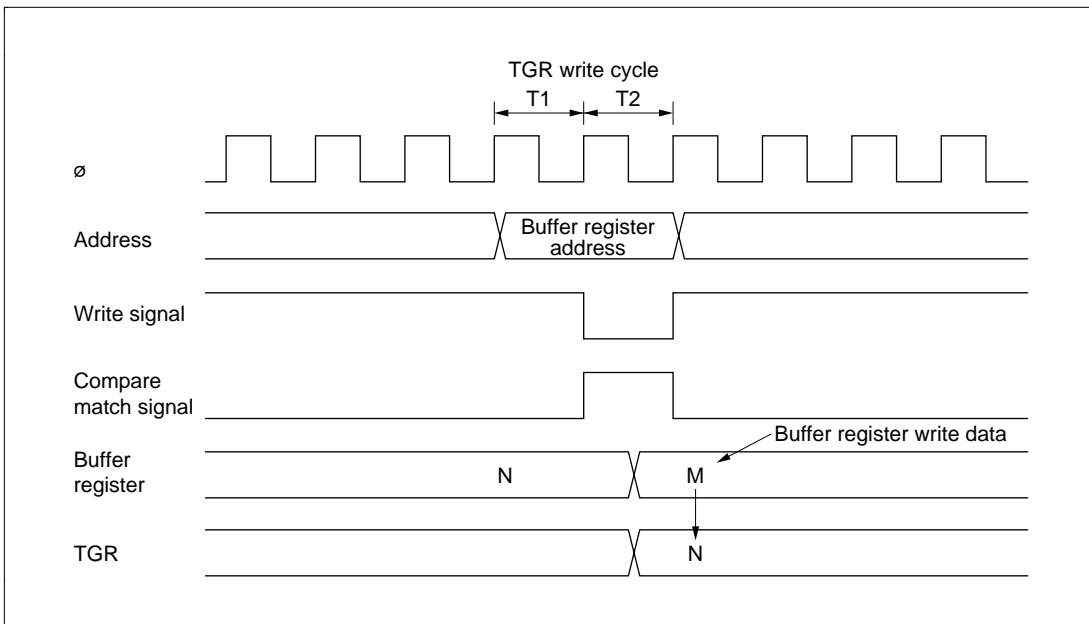 TGR write cycle
T1 T2
ø
Address
Buffer register
address
Write signal
Compare
match signal
Buffer register write data
Buffer
register
N M
TGR
N